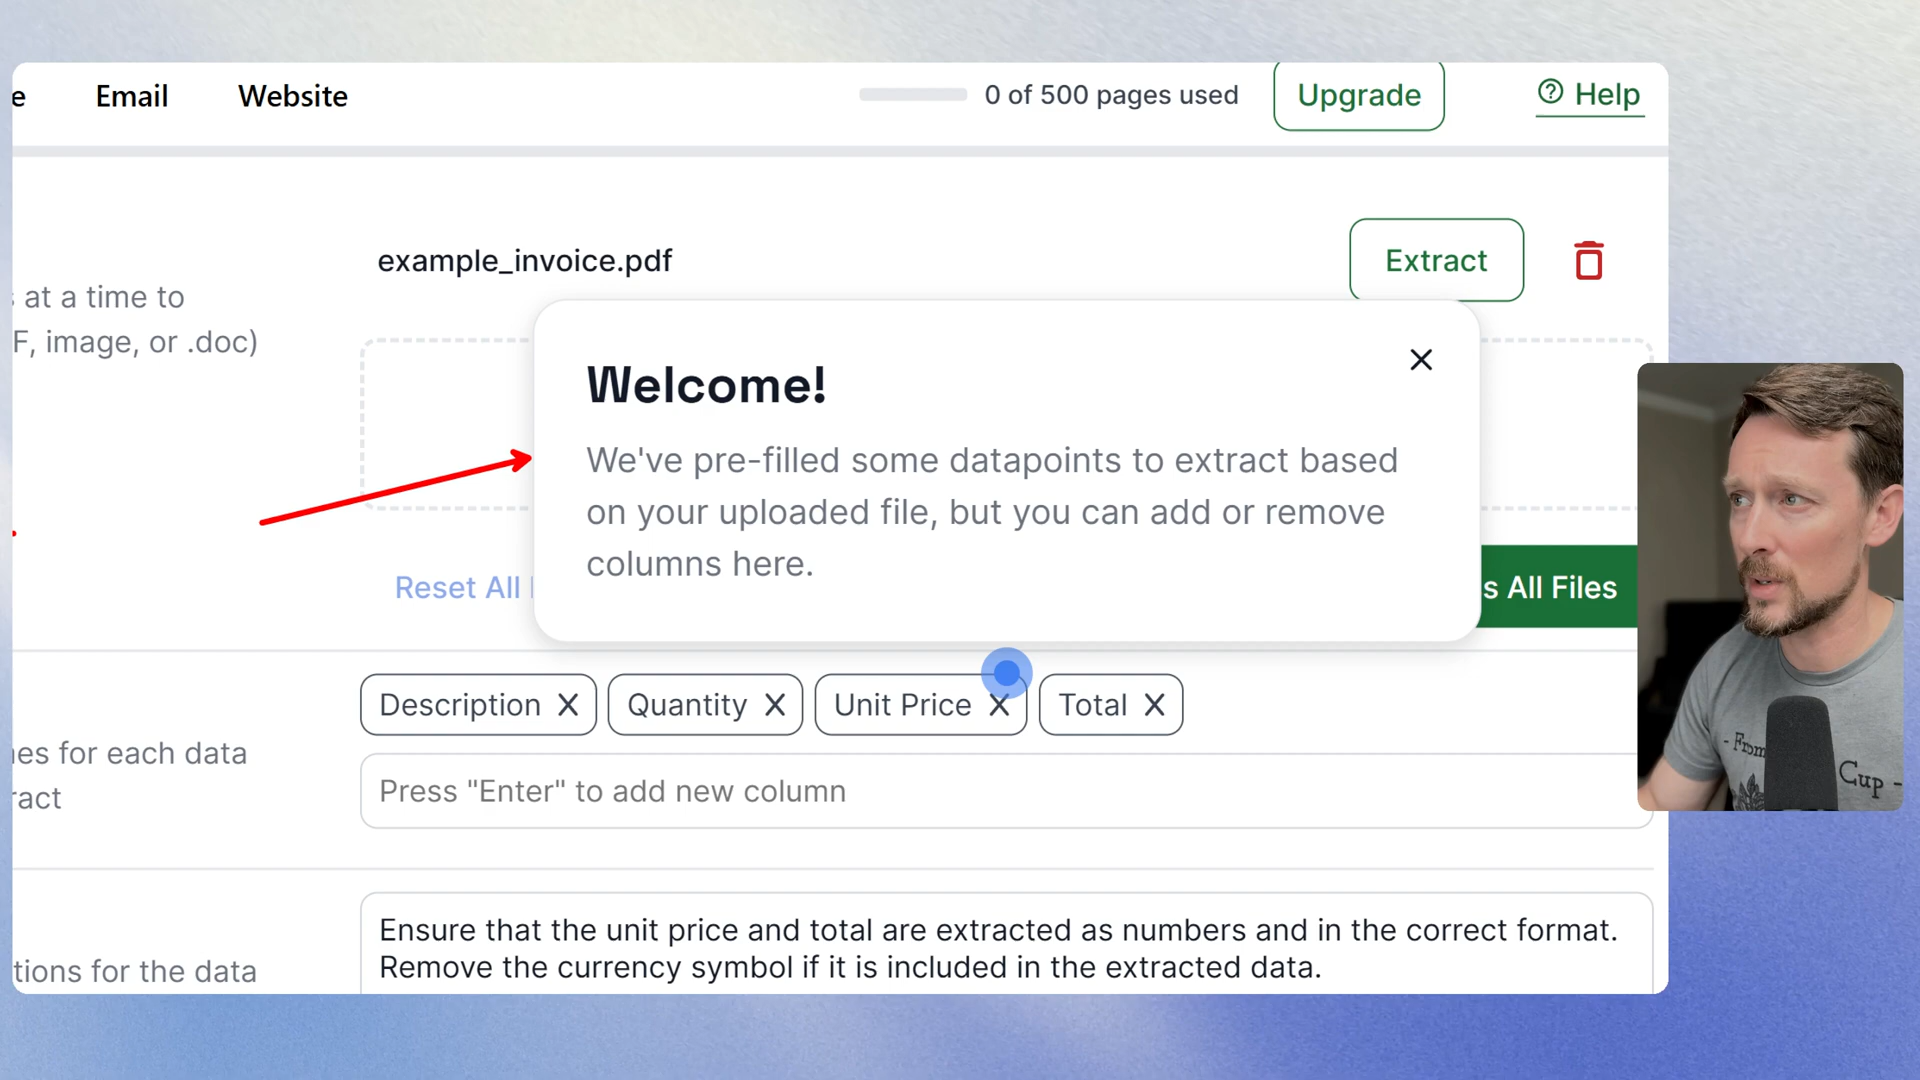 e Email Website 0 of 500 pages used Upgrade ? Help
example_invoice.pdf Extract
at a time to
F, image, or .doc)
Welcome!
We've pre-filled some datapoints to extract based
on your uploaded file, but you can add or remove
columns here.
Reset All s All Files
Description X Quantity X Unit Price X Total X
es for each data
ract
Press "Enter" to add new column
Ensure that the unit price and total are extracted as numbers and in the correct format.
Remove the currency symbol if it is included in the extracted data.
tions for the data
- From
Cup -